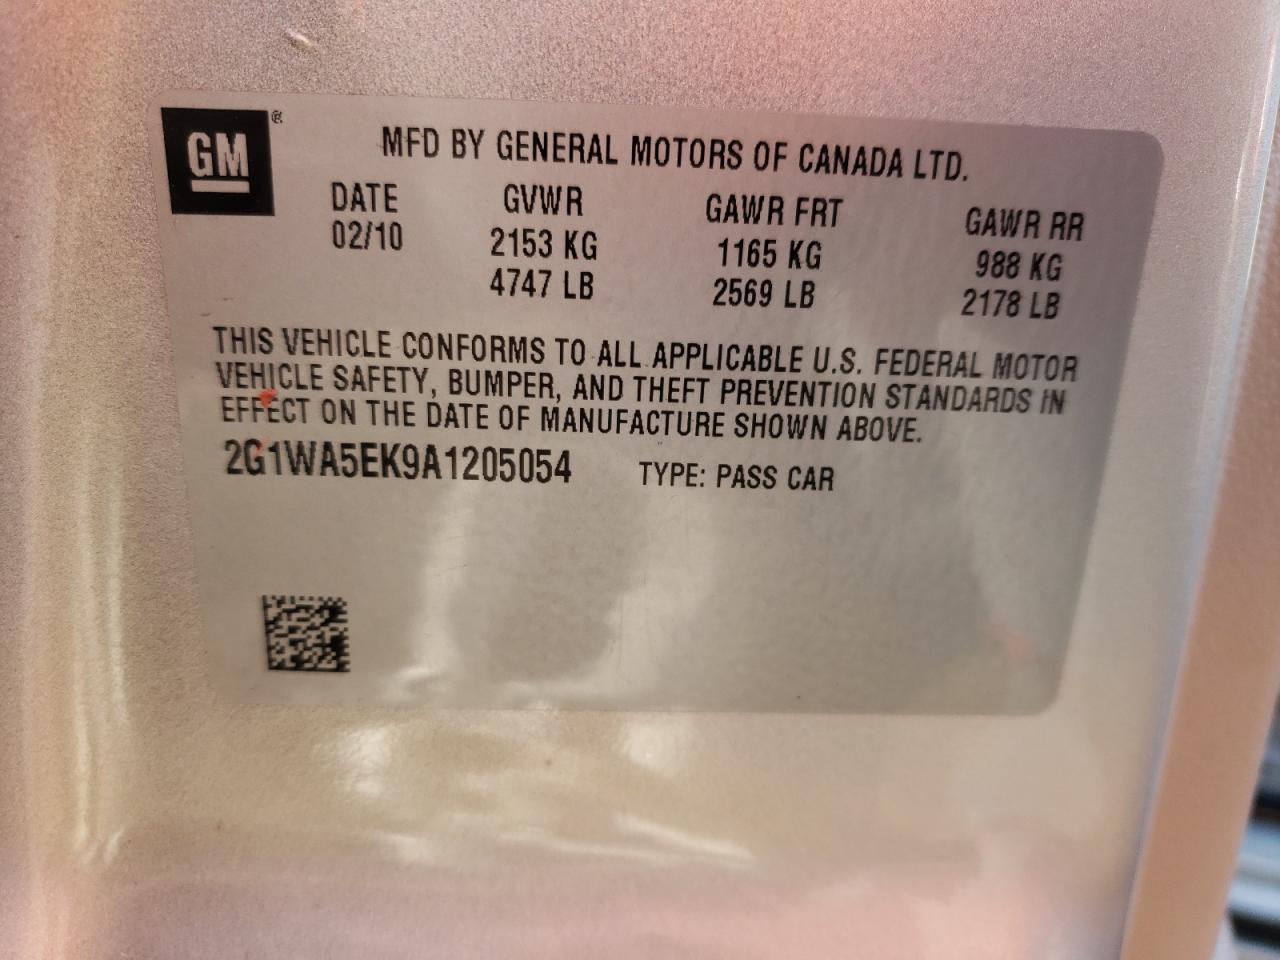 GM®
MFD BY GENERAL MOTORS OF CANADA LTD.
DATE GVWR GAWR FRT GAWR RR
02/10 2153 KG 1165 KG 988 KG
4747 LB 2569 LB 2178 LB
THIS VEHICLE CONFORMS TO ALL APPLICABLE U.S. FEDERAL MOTOR
VEHICLE SAFETY, BUMPER, AND THEFT PREVENTION STANDARDS IN
EFFECT ON THE DATE OF MANUFACTURE SHOWN ABOVE.
2G1WA5EK9A1205054 TYPE: PASS CAR